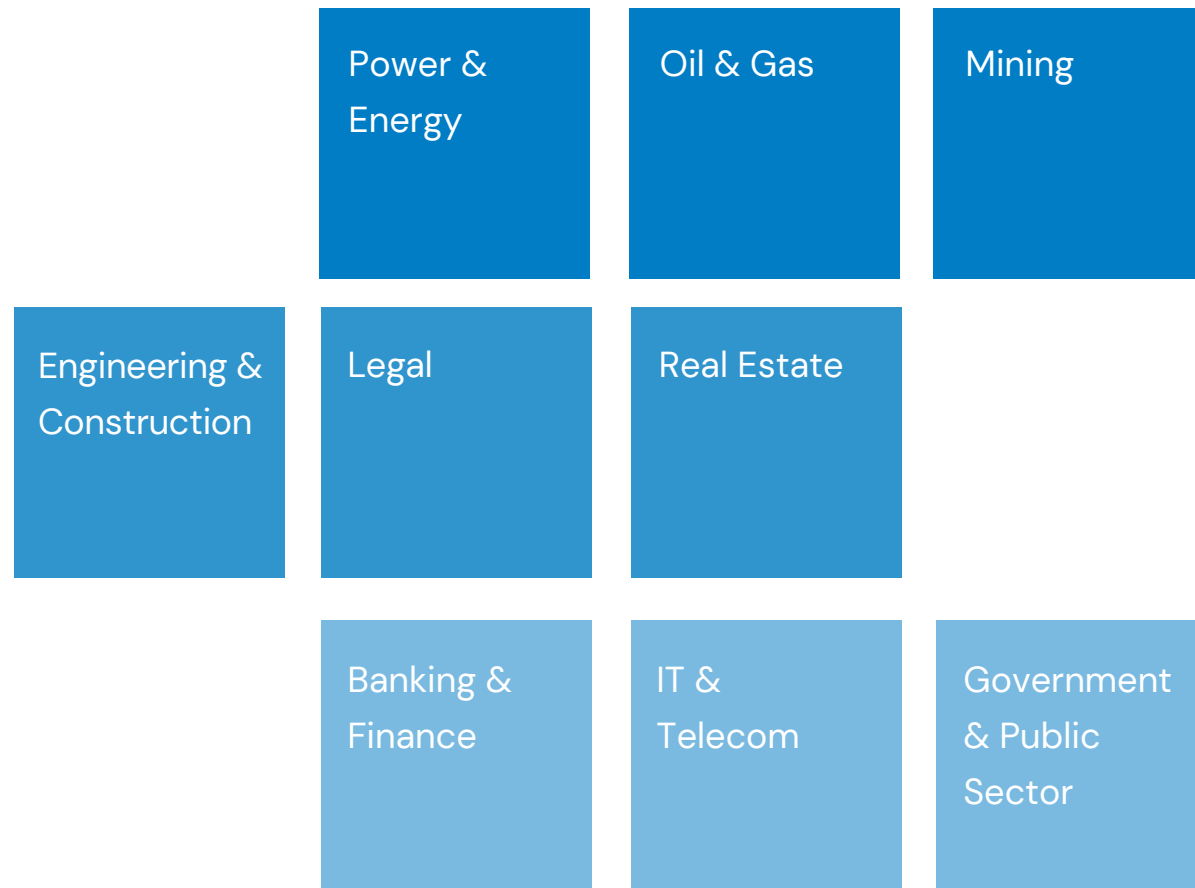 Power &
Energy
Oil & Gas
Mining
Engineering &
Construction
Legal
Real Estate
Banking &
Finance
IT &
Telecom
Government
& Public
Sector